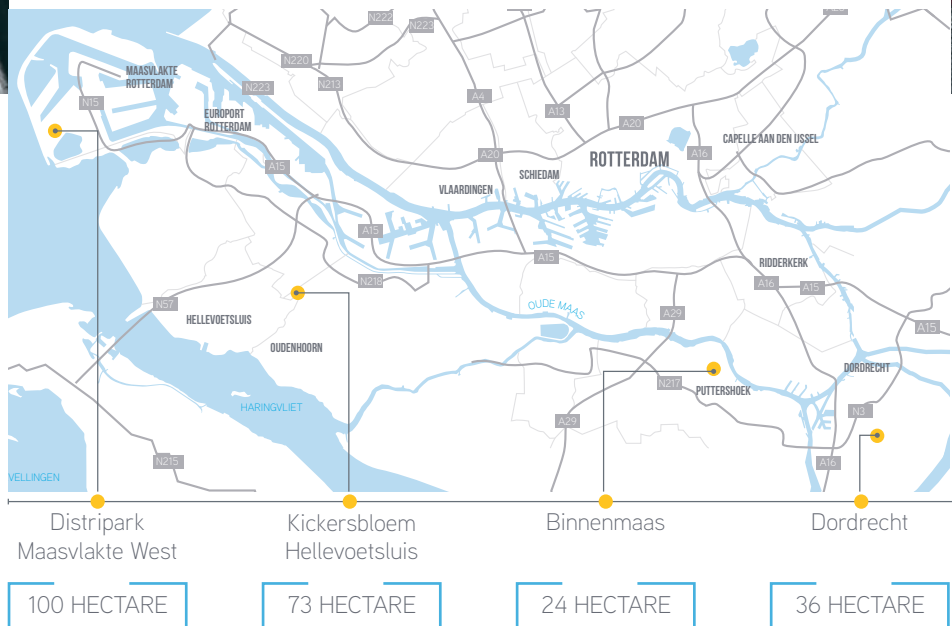 N222
N223
N220
N213
N223
MAASVLAKTE
ROTTERDAM
N15
EUROPORT
ROTTERDAM
A4
A13
A20
A20
A16
CAPELLE AAN DEN IJSSEL
ROTTERDAM
SCHIEDAM
VLAARDINGEN
A15
A15
A15
N218
RIDDERKERK
A16
A15
N57
HELLEVOETSLUIS
OUDENHOORN
OUDE MAAS
A29
A15
DORDRECHT
N217
PUTTERSHOEK
HARINGVLIET
A29
N3
N215
A16
VELLINGEN
Distripark
Maasvlakte West
Kickersbloem
Hellevoetsluis
Binnenmaas
Dordrecht
100 HECTARE
73 HECTARE
24 HECTARE
36 HECTARE